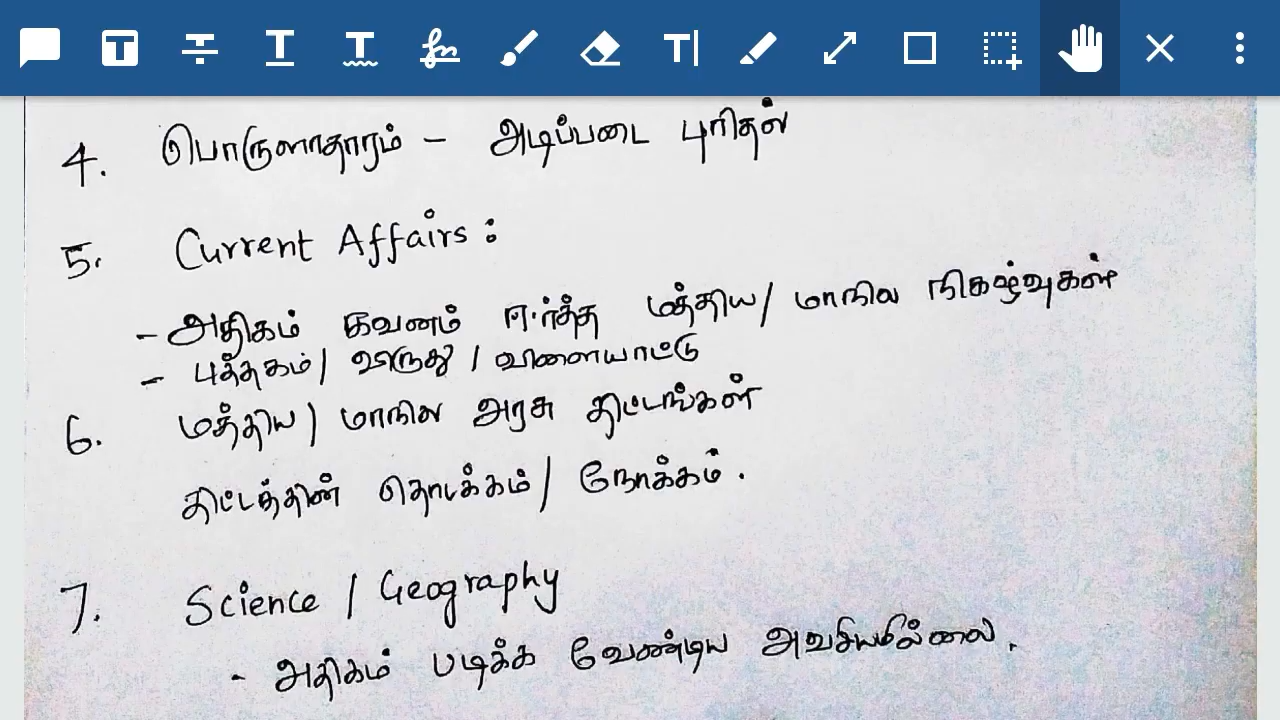 4. பொருளாதாரம் - அடிப்படை புரிதல்
5. Current Affairs :
- அதிகம் கவனம் ஈர்த்த மத்திய/ மாநில நிகழ்வுகள்
- புத்தகம்/ விருது / விளையாட்டு
6. மத்திய/ மாநில அரசு திட்டங்கள்
திட்டத்தின் தொடக்கம்/ நோக்கம்.
7. Science / Geography
- அதிகம் படிக்க வேண்டிய அவசியமில்லை.